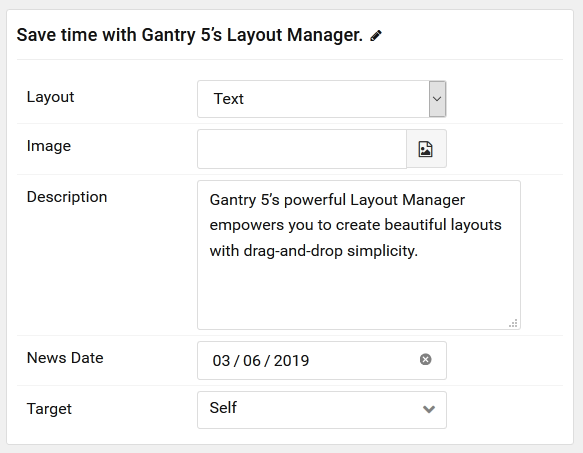 Save time with Gantry 5’s Layout Manager.
Layout
Text
Image
Description
Gantry 5’s powerful Layout Manager
empowers you to create beautiful layouts
with drag-and-drop simplicity.
News Date
03 / 06 / 2019
Target
Self